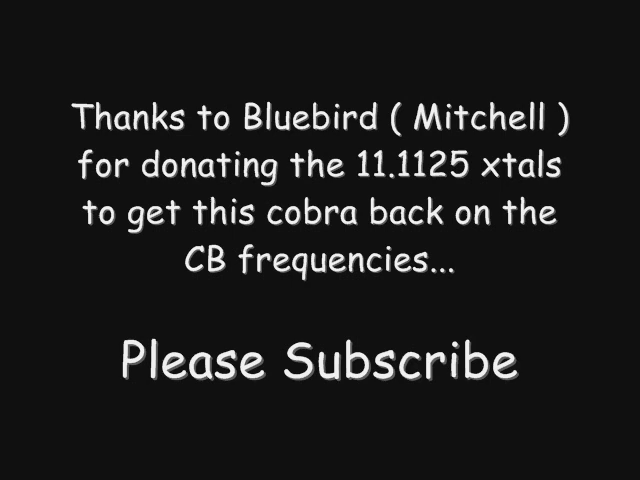 Thanks to Bluebird ( Mitchell )
for donating the 11.1125 xtals
to get this cobra back on the
CB frequencies...
Please Subscribe